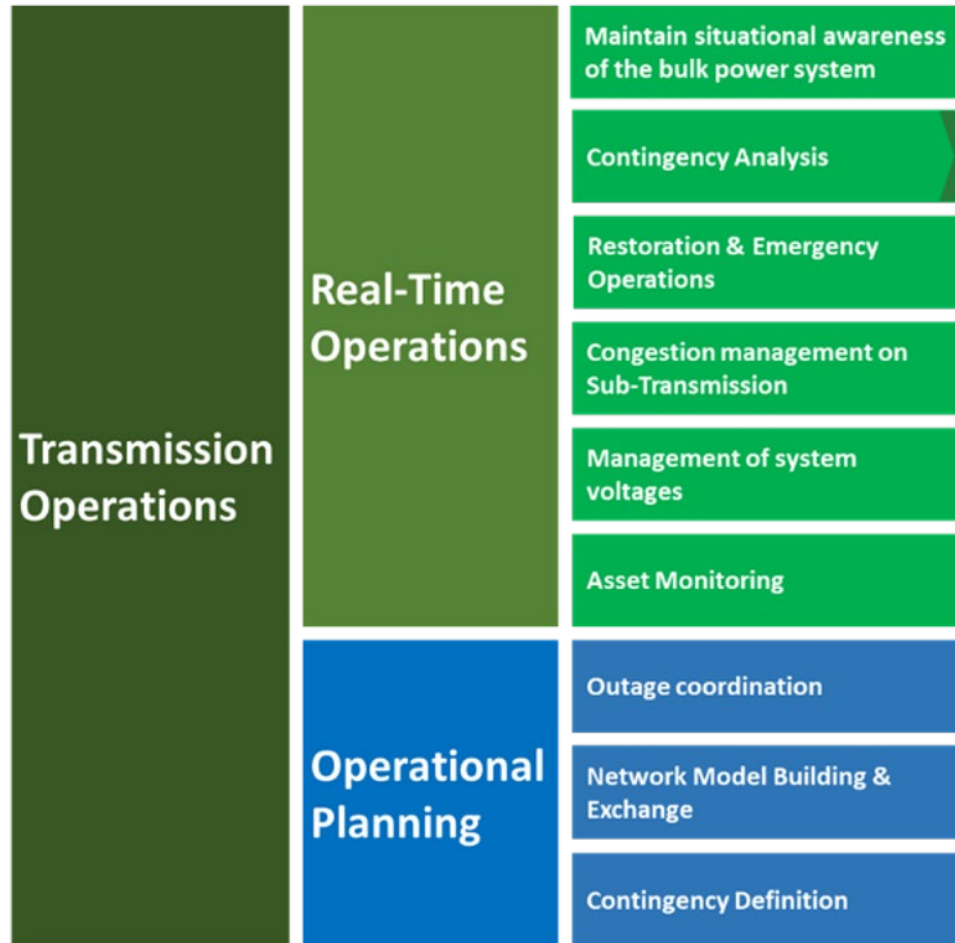 Transmission
Operations
Real-Time
Operations
Maintain situational awareness
of the bulk power system
Contingency Analysis
Restoration & Emergency
Operations
Congestion management on
Sub-Transmission
Management of system
voltages
Asset Monitoring
Operational
Planning
Outage coordination
Network Model Building &
Exchange
Contingency Definition